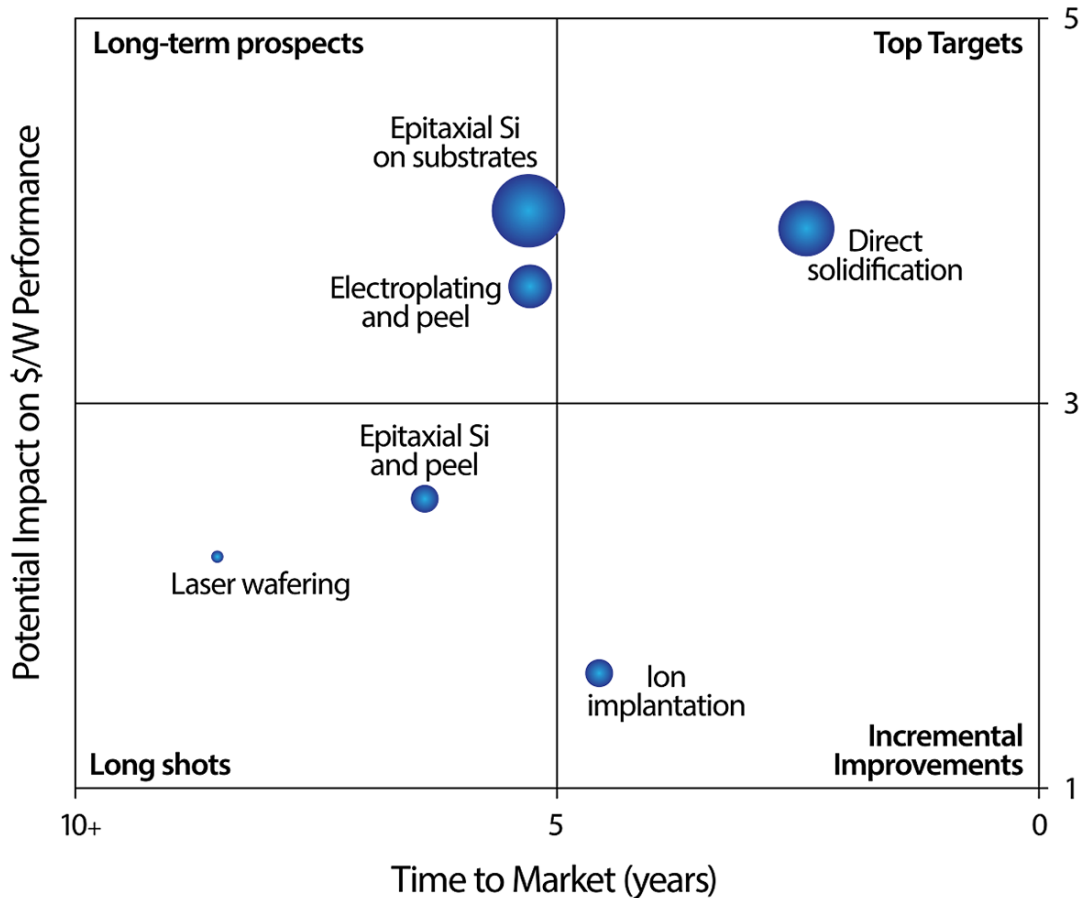 Long-term prospects
Top Targets
5
Epitaxial Si
on substrates
Direct
solidification
Electroplating
and peel
Potential Impact on $/W Performance
3
Epitaxial Si
and peel
Laser wafering
Ion
implantation
Long shots
Incremental
Improvements
1
10+
5
0
Time to Market (years)